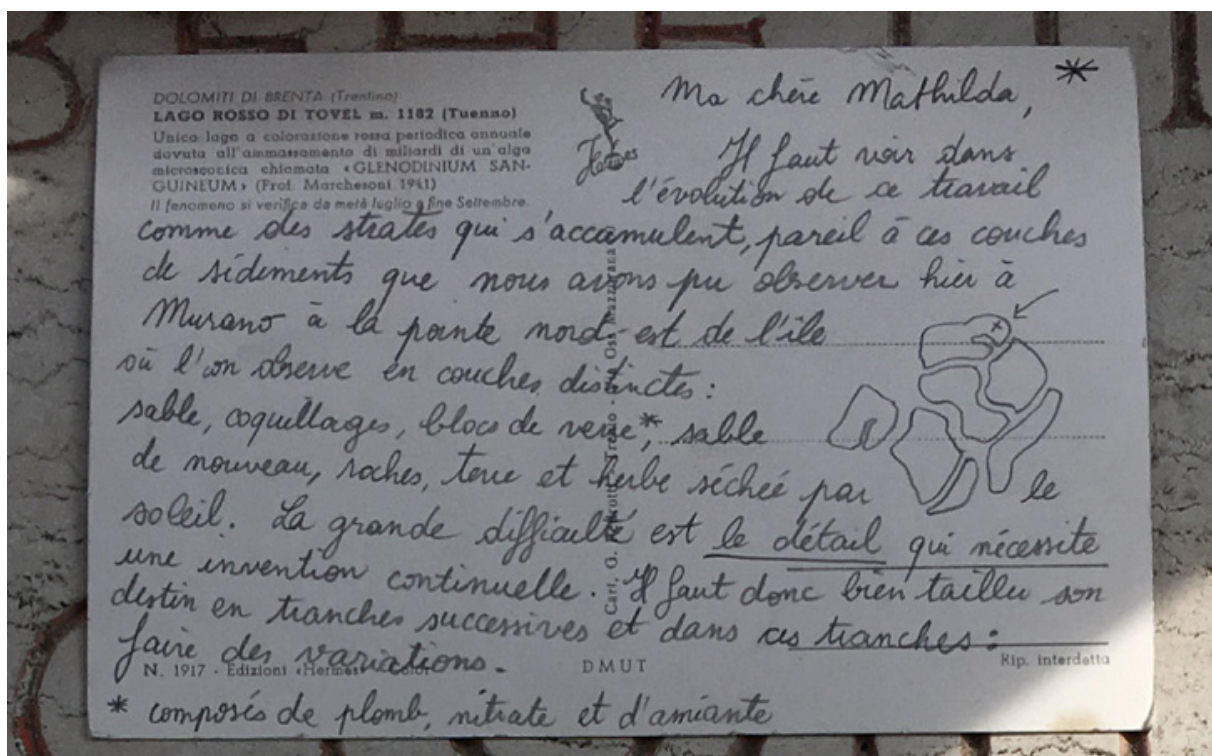 DOLOMITI DI BRENTA (Trentino)
LAGO ROSSO DI TOVEL m. 1182 (Tuenno)
Unico lago a colorazione rossa periodica annuale
dovuta all'ammassamento di miliardi di un'alga
microscopica chiamata «GLENODINIUM SAN-
GUINEUM» (Prof. Marchesoni 1941)
Il fenomeno si verifica da metà luglio a fine Settembre.
Hermes
Ma chère Mathilda, *
Il faut voir dans
l'évolution de ce travail
comme des strates qui s'accumulent, pareil à ces couches
de sédiments que nous avons pu observer hier à
Murano à la pointe nord-est de l'île
où l'on observe en couches distinctes :
sable, coquillages, blocs de verre*, sable
de nouveau, roches, terre et herbe séchée par le
soleil. La grande difficulté est le détail qui nécessite
une invention continuelle. Il faut donc bien tailler son
destin en tranches successives et dans ces tranches :
faire des variations.
N. 1917 - Edizioni «Hermes» Color
DMUT
Rip. interdetta
* composés de plomb, nitrate et d'amiante
Cart. G.
Trento